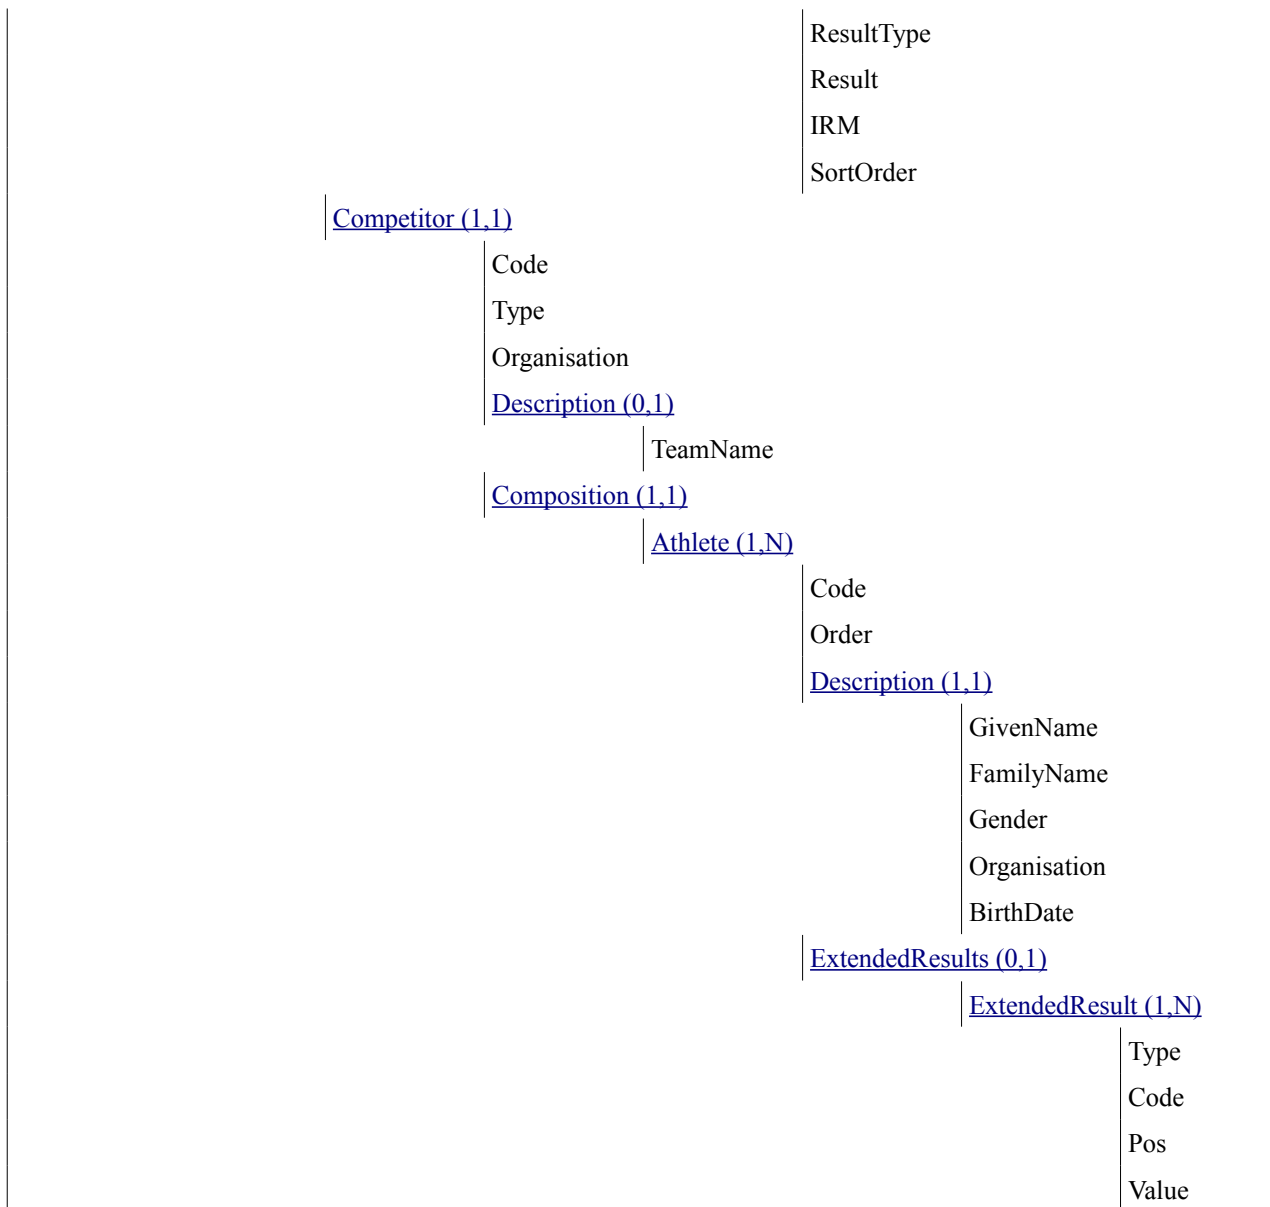 ResultType
Result
IRM
SortOrder
Competitor (1,1)
Code
Type
Organisation
Description (0,1)
TeamName
Composition (1,1)
Athlete (1,N)
Code
Order
Description (1,1)
GivenName
FamilyName
Gender
Organisation
BirthDate
ExtendedResults (0,1)
ExtendedResult (1,N)
Type
Code
Pos
Value